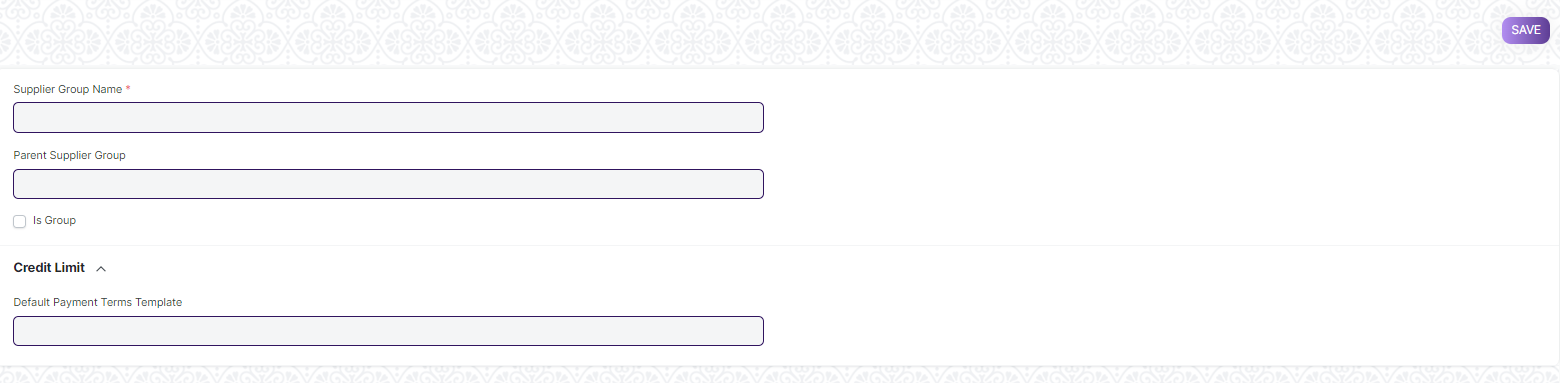 SAVE
Supplier Group Name *
Parent Supplier Group
Is Group
Credit Limit
Default Payment Terms Template